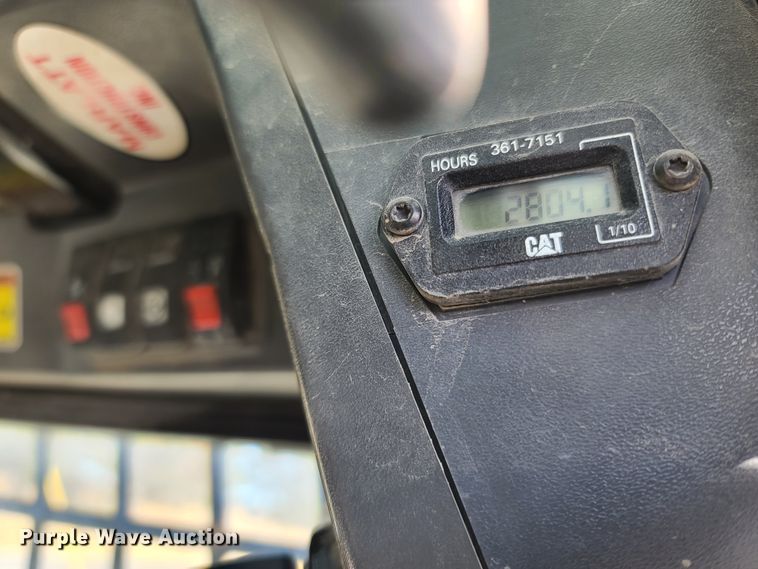 HOURS 361-7151
2804.1
1/10
CAT
Purple Wave Auction